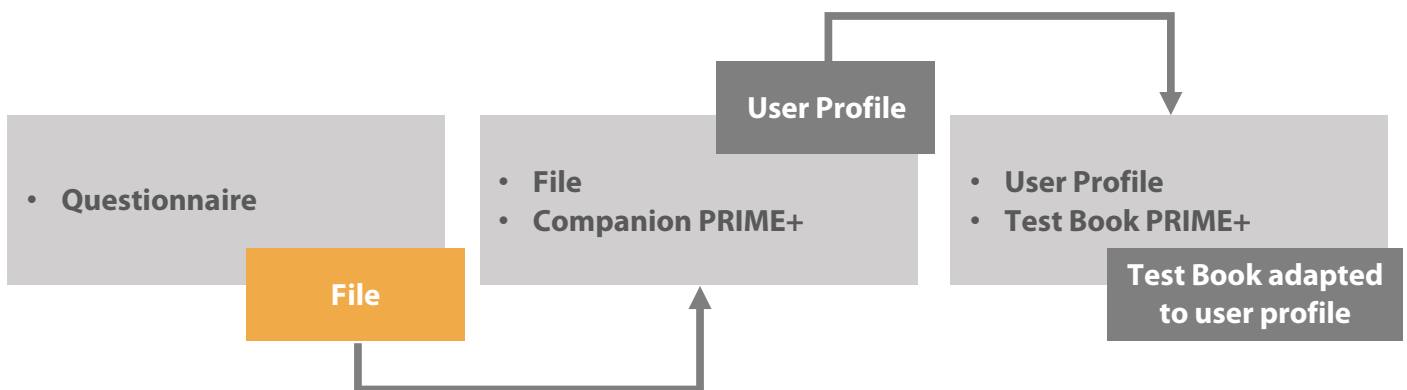 • Questionnaire
File
User Profile
• File
• Companion PRIME+
• User Profile
• Test Book PRIME+
Test Book adapted
to user profile